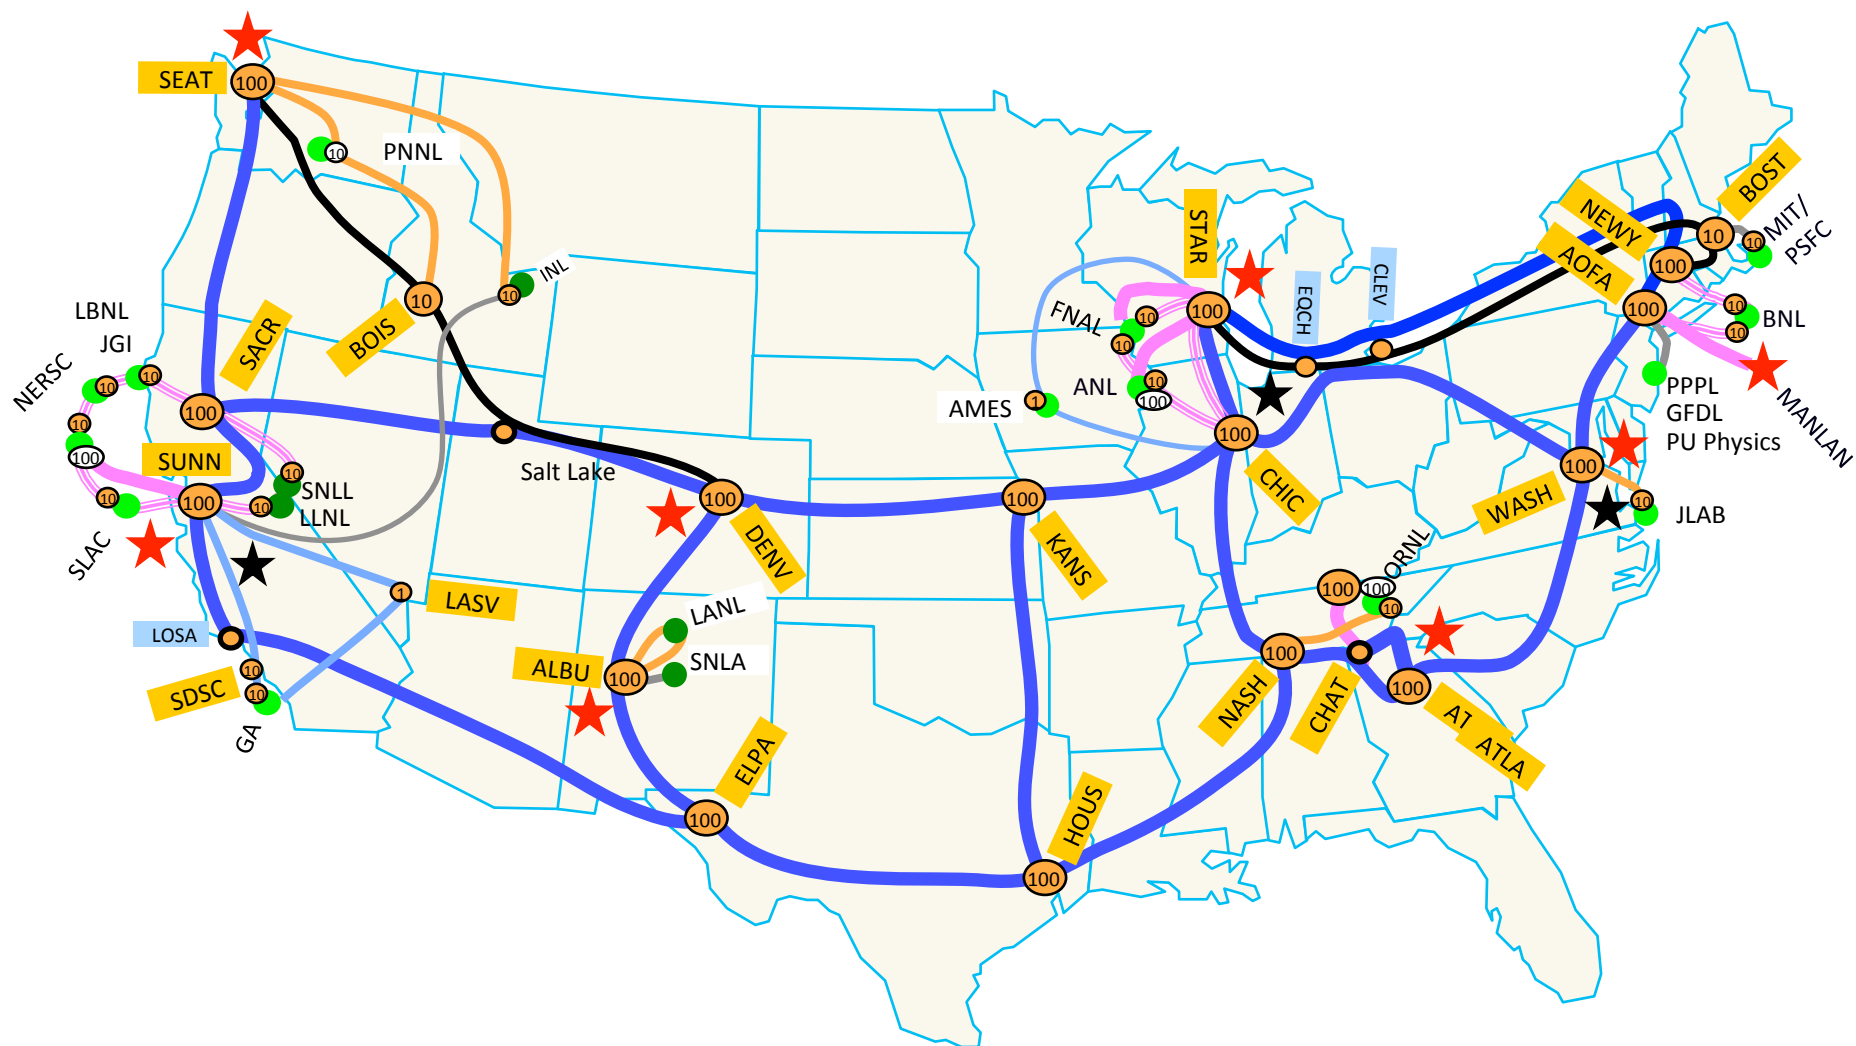 SEAT
100
10
PNNL
INL
10
10
BOIS
SACR
100
LBNL
JGI
NERSC
10
10
10
100
10
SUNN
100
10
10
SNLL
LLNL
SLAC
Salt Lake
100
DENV
1
LASV
LOSA
10
10
SDSC
GA
LANL
SNLA
ALBU
100
ELPA
100
100
KANS
HOUS
100
STAR
100
FNAL
10
10
ANL
10
100
AMES
1
100
CHIC
EQCH
CLEV
NEWY
AOFA
100
100
BOST
10
10
MIT/
PSFC
10
10
BNL
PPPL
GFDL
PU Physics
MANLAN
100
WASH
10
JLAB
ORNL
100
100
10
100
NASH
CHAT
100
AT
ATLA